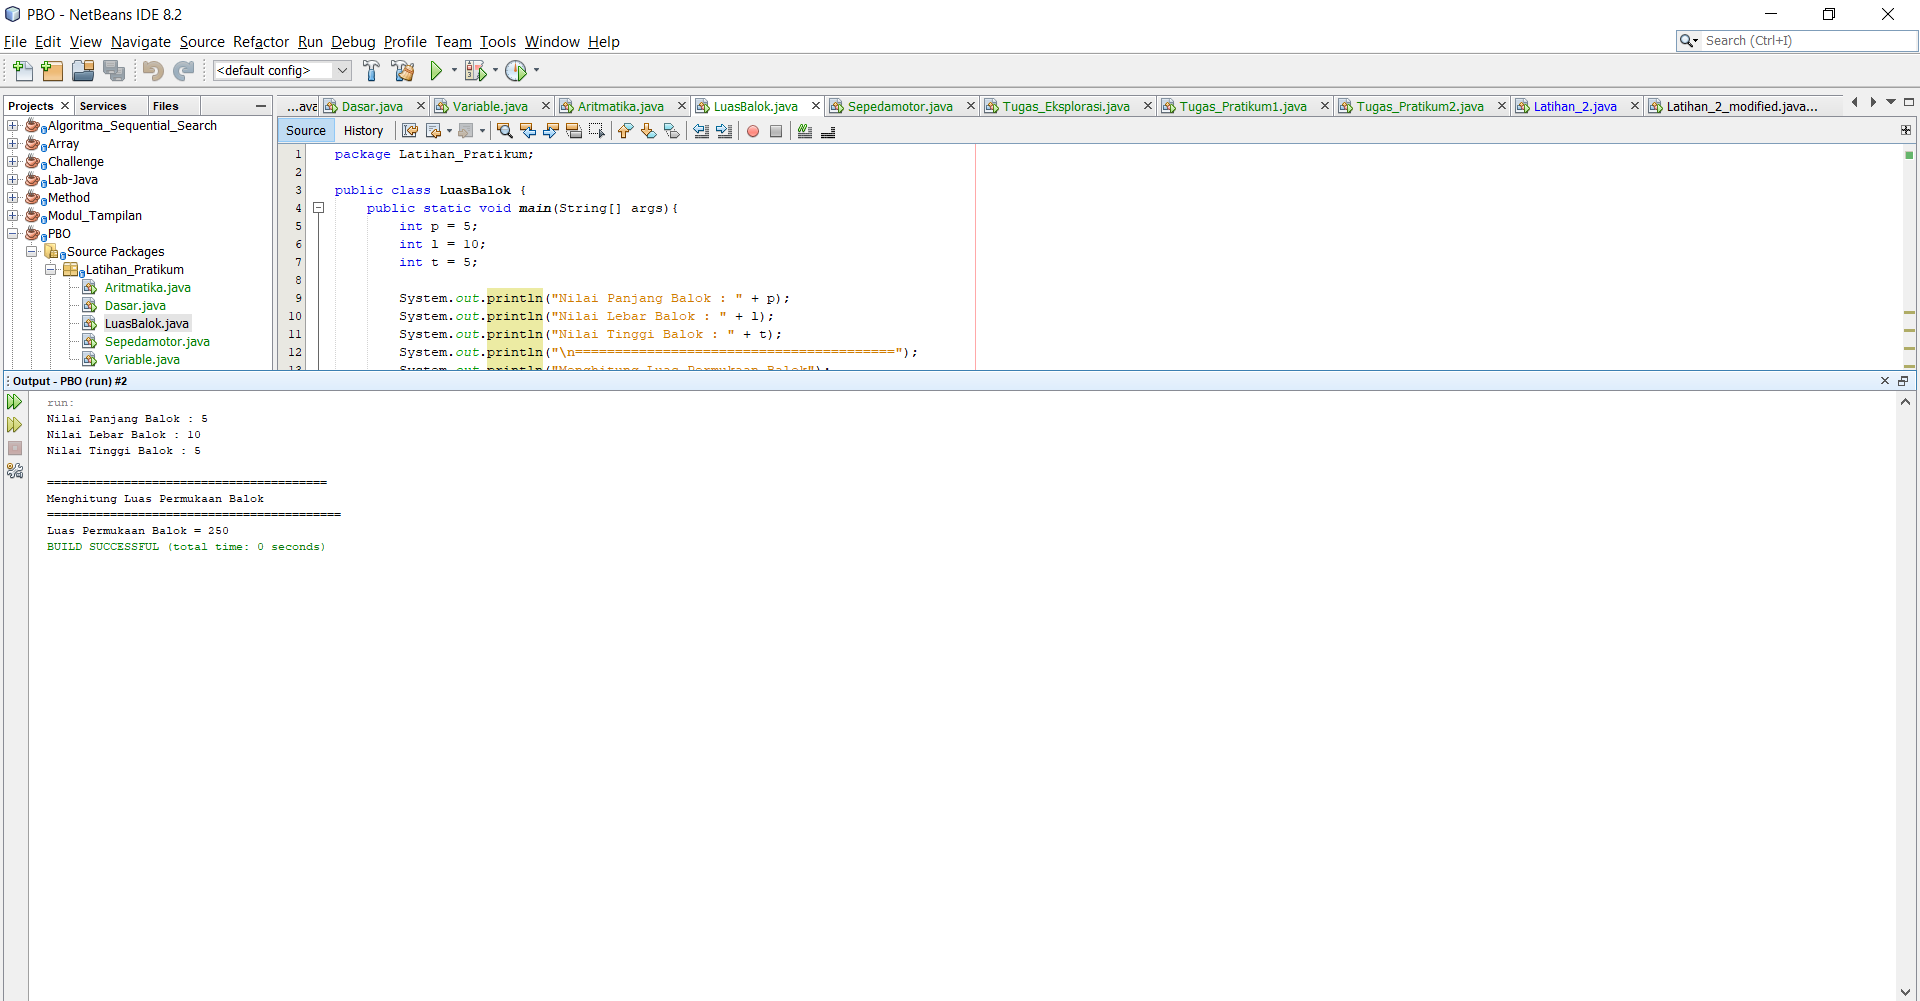 PBO - NetBeans IDE 8.2
File Edit View Navigate Source Refactor Run Debug Profile Team Tools Window Help
Search (Ctrl+I)
<default config>
Projects Services Files
...ava Dasar.java Variable.java Aritmatika.java LuasBalok.java Sepedamotor.java Tugas_Eksplorasi.java Tugas_Pratikum1.java Tugas_Pratikum2.java Latihan_2.java Latihan_2_modified.java...
Algoritma_Sequential_Search
Array
Challenge
Lab-Java
Method
Modul_Tampilan
PBO
Source Packages
Latihan_Pratikum
Aritmatika.java
Dasar.java
LuasBalok.java
Sepedamotor.java
Variable.java
Source History
1 package Latihan_Pratikum;
2
3 public class LuasBalok {
4 public static void main(String[] args){
5 int p = 5;
6 int l = 10;
7 int t = 5;
8
9 System.out.println("Nilai Panjang Balok : " + p);
10 System.out.println("Nilai Lebar Balok : " + l);
11 System.out.println("Nilai Tinggi Balok : " + t);
12 System.out.println("\n========================================");
13 System.out.println("Menghitung Luas Permukaan Balok");
Output - PBO (run) #2
run:
Nilai Panjang Balok : 5
Nilai Lebar Balok : 10
Nilai Tinggi Balok : 5
========================================
Menghitung Luas Permukaan Balok
==========================================
Luas Permukaan Balok = 250
BUILD SUCCESSFUL (total time: 0 seconds)